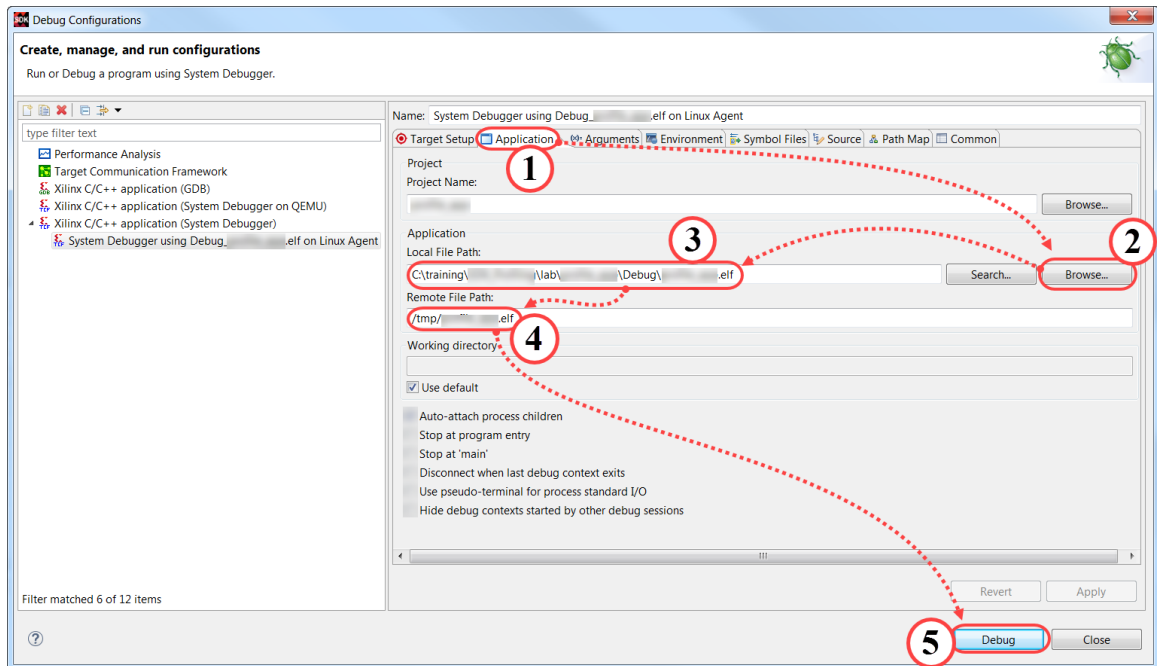 SDK Debug Configurations
Create, manage, and run configurations
Run or Debug a program using System Debugger.
type filter text
Performance Analysis
Target Communication Framework
Xilinx C/C++ application (GDB)
Xilinx C/C++ application (System Debugger on QEMU)
Xilinx C/C++ application (System Debugger)
System Debugger using Debug_ .elf on Linux Agent
Filter matched 6 of 12 items
Name: System Debugger using Debug_ .elf on Linux Agent
Target Setup Application Arguments Environment Symbol Files Source Path Map Common
1
Project
Project Name:
Browse...
Application
3
2
Local File Path:
C:\training\ \lab\ \Debug\ .elf Search... Browse...
Remote File Path:
/tmp/ .elf
4
Working directory
Use default
Auto-attach process children
Stop at program entry
Stop at 'main'
Disconnect when last debug context exits
Use pseudo-terminal for process standard I/O
Hide debug contexts started by other debug sessions
Revert Apply
5 Debug Close